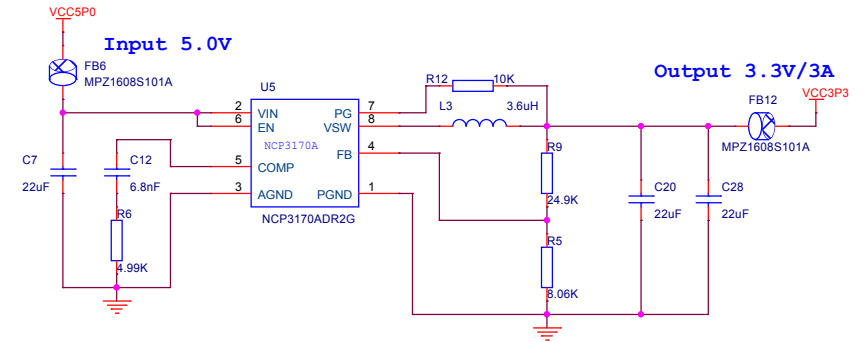 VCC5P0
Input 5.0V
FB6
MPZ1608S101A
U5
R12 10K
Output 3.3V/3A
VCC3P3
L3 3.6uH
FB12
MPZ1608S101A
2 VIN PG 7
6 EN VSW 8
NCP3170A
FB 4
5 COMP
3 AGND PGND 1
NCP3170ADR2G
C7
22uF
C12
6.8nF
R6
4.99K
R9
24.9K
R5
8.06K
C20
22uF
C28
22uF